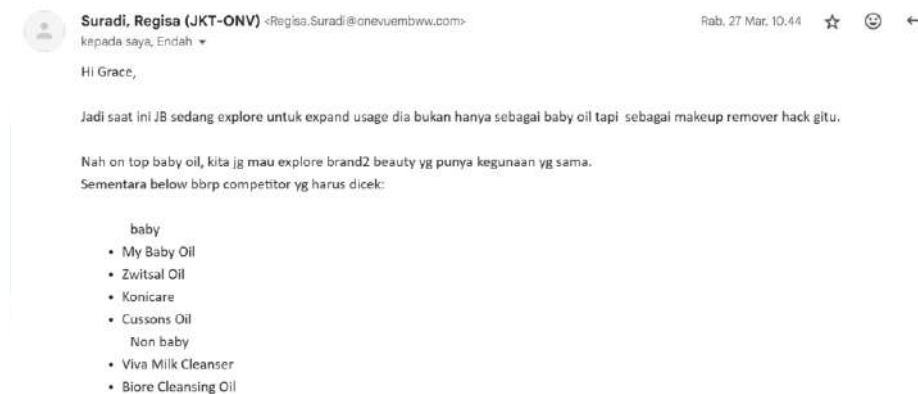 Suradi, Regisa (JKT-ONV) <Regisa.Suradi@onevuembww.com>
Rab, 27 Mar, 10.44
kepada saya, Endah
Hi Grace,
Jadi saat ini JB sedang explore untuk expand usage dia bukan hanya sebagai baby oil tapi sebagai makeup remover hack gitu.
Nah on top baby oil, kita jg mau explore brand2 beauty yg punya kegunaan yg sama.
Sementara below bbrp competitor yg harus dicek:
baby
• My Baby Oil
• Zwitsal Oil
• Konicare
• Cussons Oil
Non baby
• Viva Milk Cleanser
• Biore Cleansing Oil